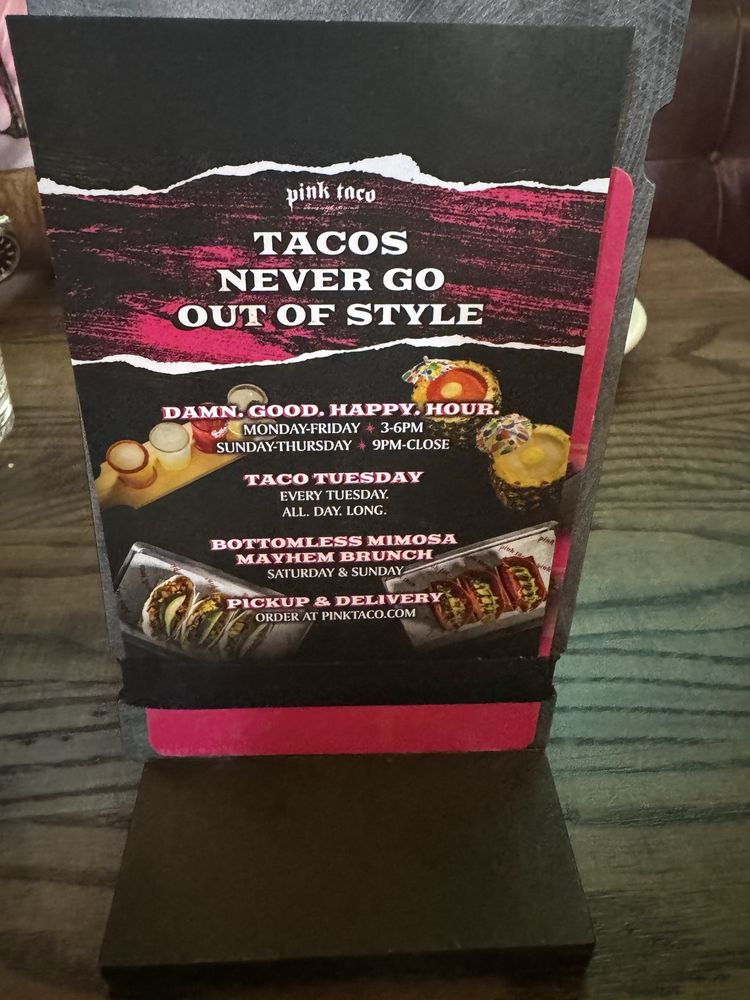 pink taco
TACOS
NEVER GO
OUT OF STYLE
DAMN. GOOD. HAPPY. HOUR.
MONDAY-FRIDAY ✦ 3-6PM
SUNDAY-THURSDAY ✦ 9PM-CLOSE
TACO TUESDAY
EVERY TUESDAY.
ALL. DAY. LONG.
BOTTOMLESS MIMOSA
MAYHEM BRUNCH
SATURDAY & SUNDAY
PICKUP & DELIVERY
ORDER AT PINKTACO.COM